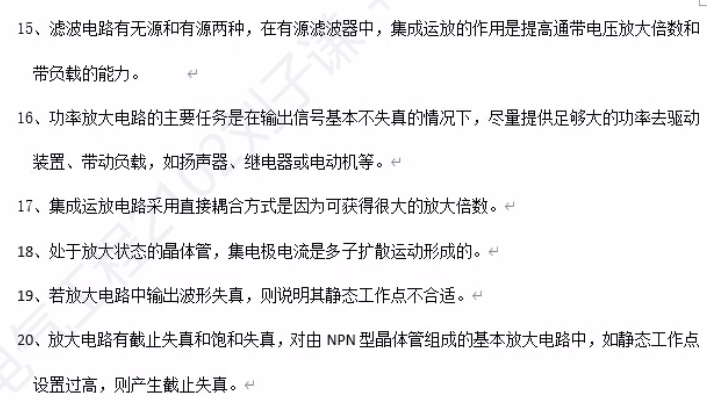 15、滤波电路有无源和有源两种，在有源滤波器中，集成运放的作用是提高通带电压放大倍数和
带负载的能力。
16、功率放大电路的主要任务是在输出信号基本不失真的情况下，尽量提供足够大的功率去驱动
装置、带动负载，如扬声器、继电器或电动机等。
17、集成运放电路采用直接耦合方式是因为可获得很大的放大倍数。
18、处于放大状态的晶体管，集电极电流是多子扩散运动形成的。
19、若放大电路中输出波形失真，则说明其静态工作点不合适。
20、放大电路有截止失真和饱和失真，对由 NPN 型晶体管组成的基本放大电路中，如静态工作点
设置过高，则产生截止失真。